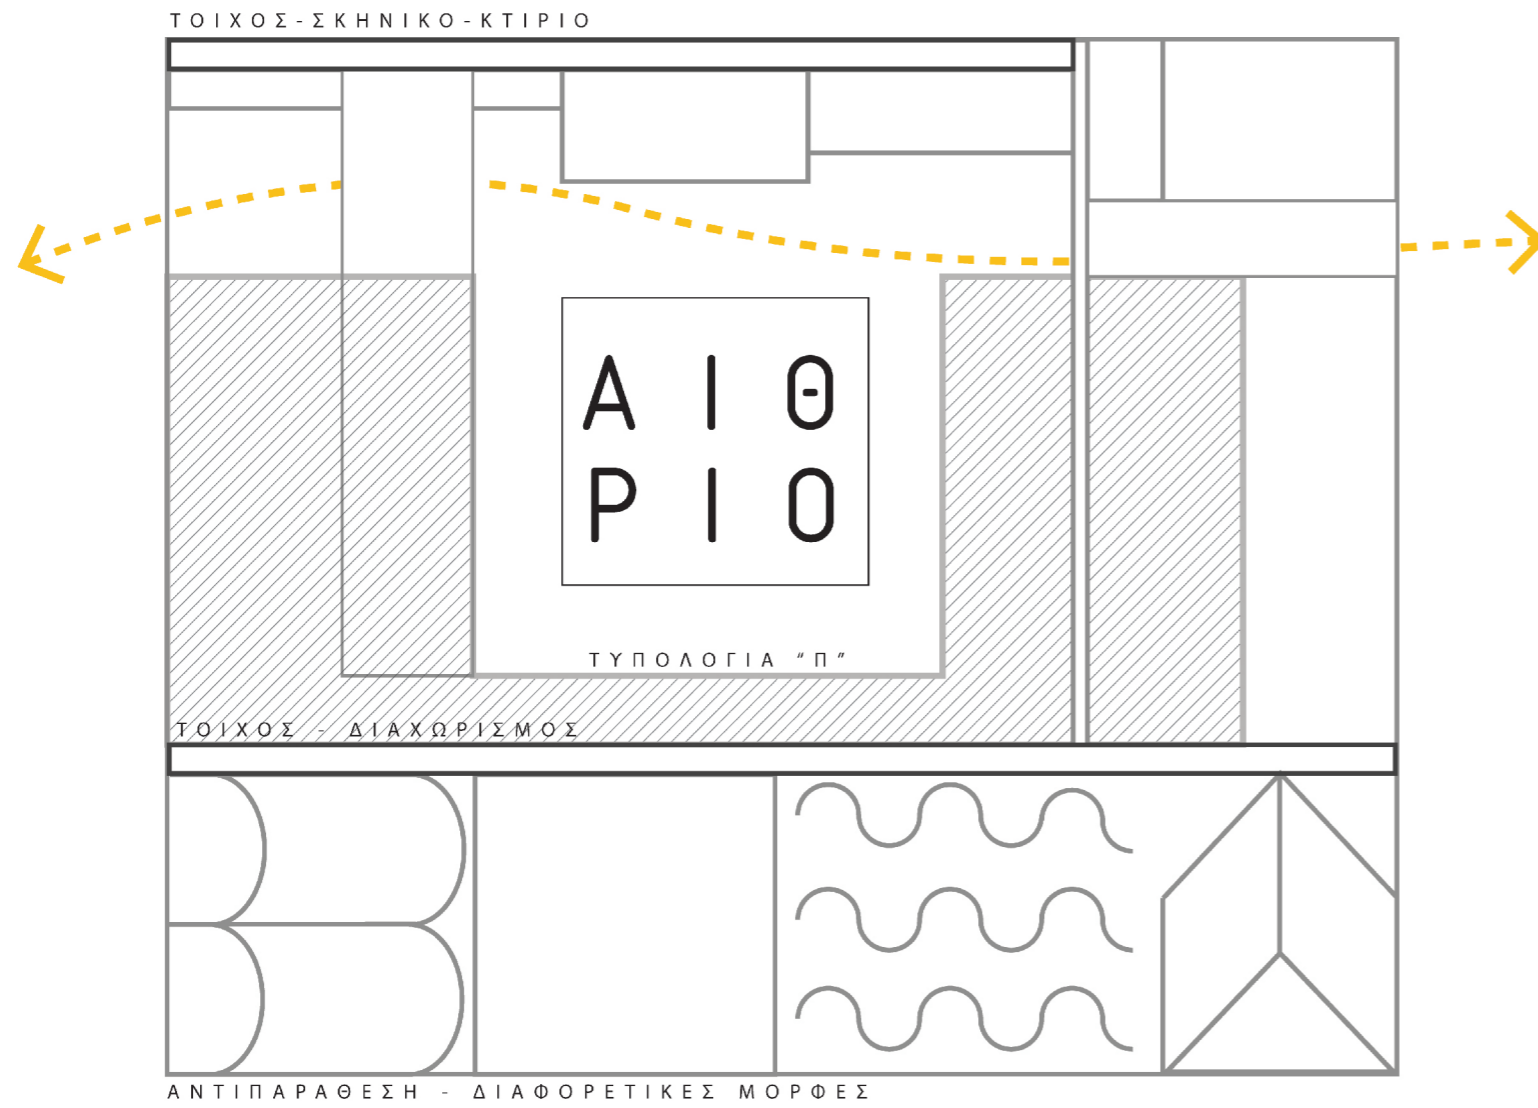 ΤΟΙΧΟΣ-ΣΚΗΝΙΚΟ-ΚΤΙΡΙΟ
ΑΙΘ
ΡΙΟ
ΤΥΠΟΛΟΓΙΑ “Π”
ΤΟΙΧΟΣ - ΔΙΑΧΩΡΙΣΜΟΣ
ΑΝΤΙΠΑΡΑΘΕΣΗ - ΔΙΑΦΟΡΕΤΙΚΕΣ ΜΟΡΦΕΣ